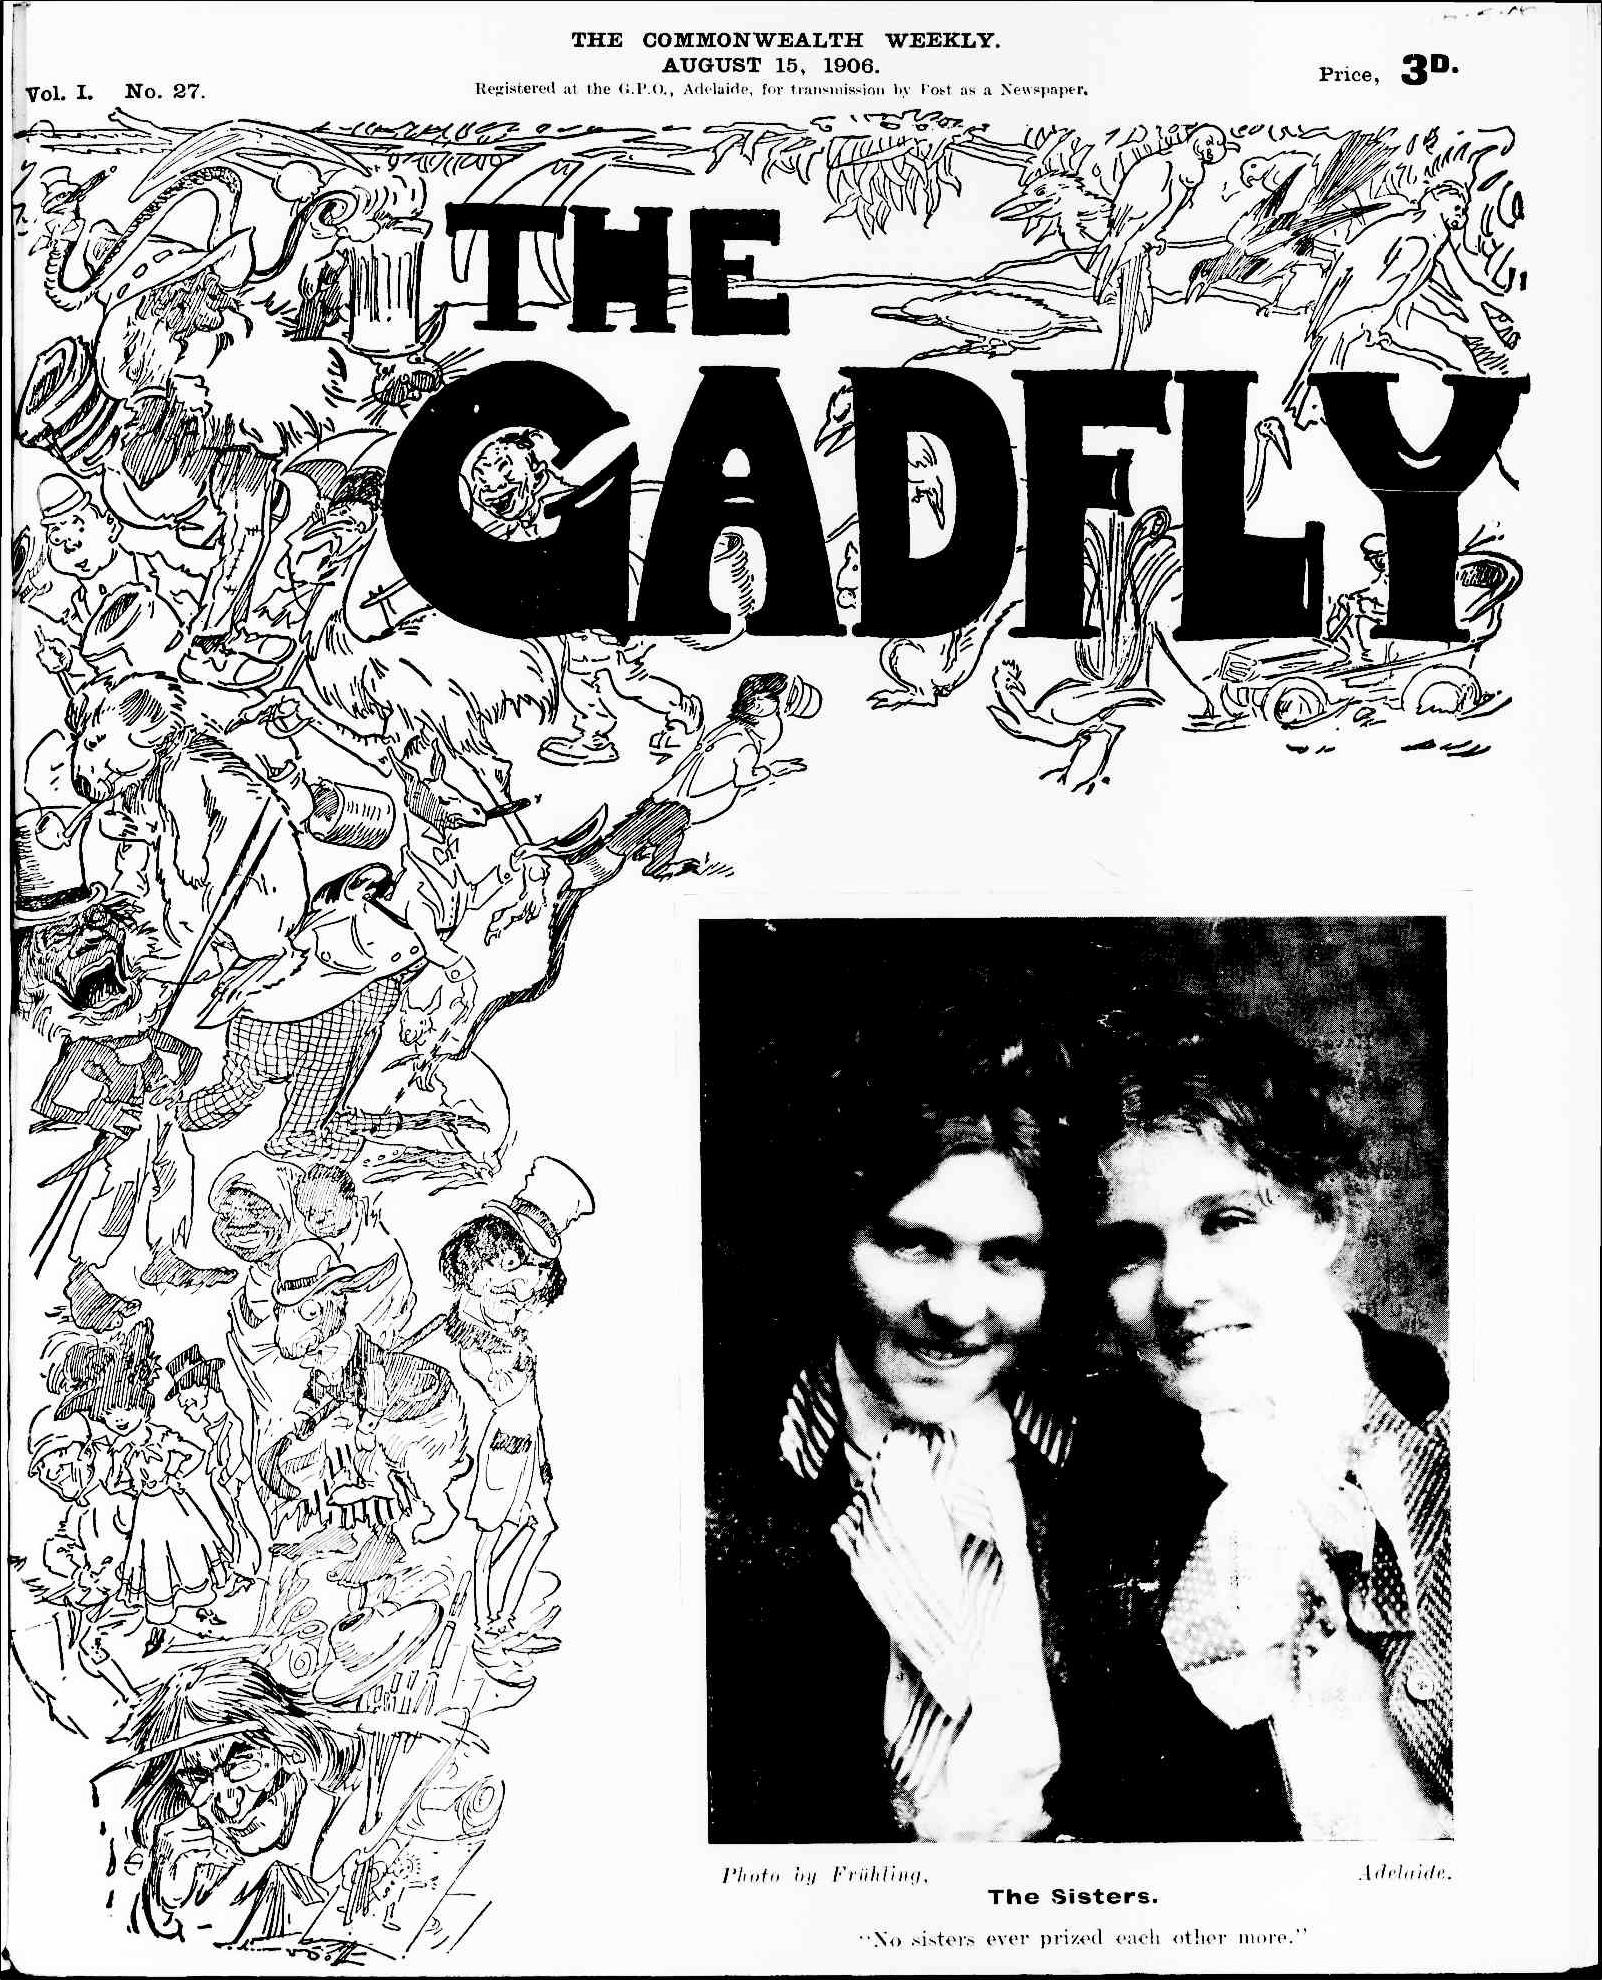 THE COMMONWEALTH WEEKLY.
AUGUST 15, 1906.
Vol. I. No. 27.
Registered at the G.P.O., Adelaide, for transmission by Post as a Newspaper.
Price, 3D.
THE
GADFLY
Photo by Frühling,
Adelaide.
The Sisters.
"No sisters ever prized each other more."